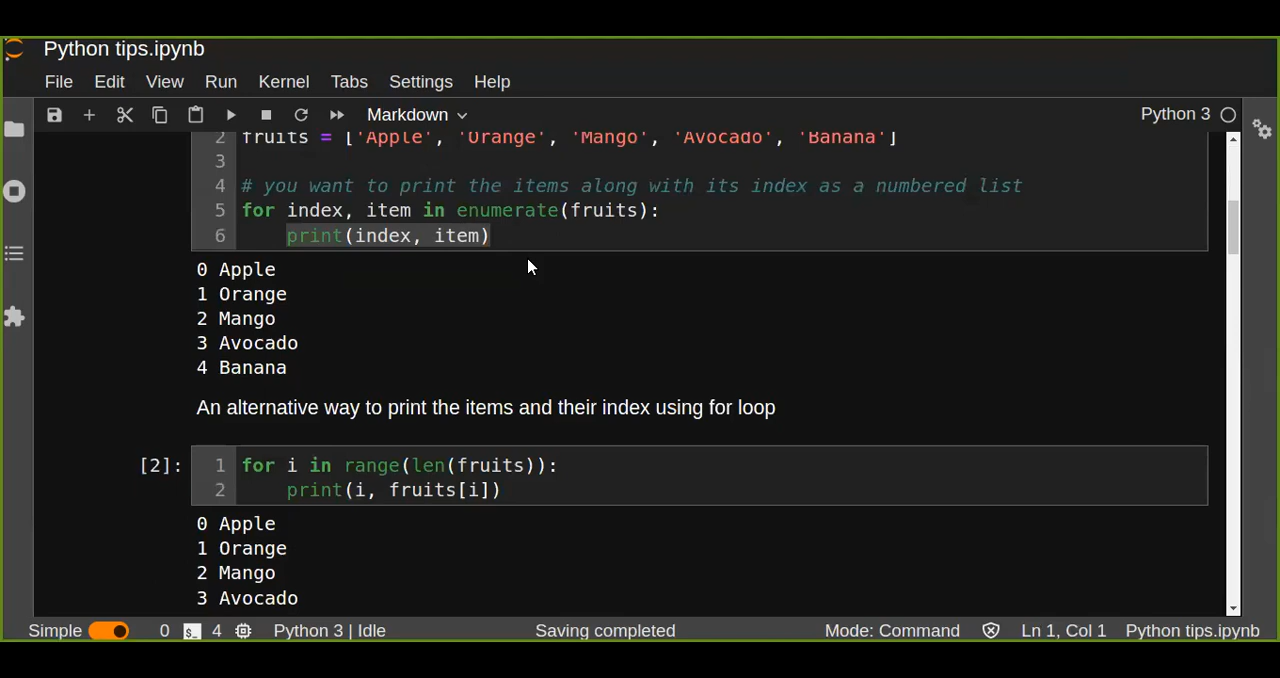 Python tips.ipynb
File Edit View Run Kernel Tabs Settings Help
Markdown Python 3
2 fruits = ['Apple', 'Orange', 'Mango', 'Avocado', 'Banana']
3
4 # you want to print the items along with its index as a numbered list
5 for index, item in enumerate(fruits):
6 print(index, item)
0 Apple
1 Orange
2 Mango
3 Avocado
4 Banana
An alternative way to print the items and their index using for loop
[2]: 1 for i in range(len(fruits)):
2 print(i, fruits[i])
0 Apple
1 Orange
2 Mango
3 Avocado
Simple 0 $_ 4 Python 3 | Idle Saving completed Mode: Command Ln 1, Col 1 Python tips.ipynb